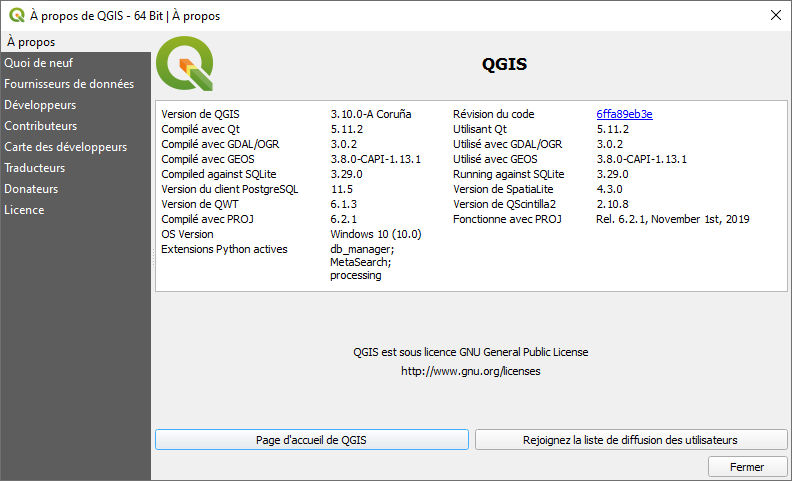 À propos de QGIS - 64 Bit | À propos
À propos
Quoi de neuf
Fournisseurs de données
Développeurs
Contributeurs
Carte des développeurs
Traducteurs
Donateurs
Licence
QGIS
Version de QGIS 3.10.0-A Coruña Révision du code 6ffa89eb3e
Compilé avec Qt 5.11.2 Utilisant Qt 5.11.2
Compilé avec GDAL/OGR 3.0.2 Utilisé avec GDAL/OGR 3.0.2
Compilé avec GEOS 3.8.0-CAPI-1.13.1 Utilisé avec GEOS 3.8.0-CAPI-1.13.1
Compiled against SQLite 3.29.0 Running against SQLite 3.29.0
Version du client PostgreSQL 11.5 Version de SpatiaLite 4.3.0
Version de QWT 6.1.3 Version de QScintilla2 2.10.8
Compilé avec PROJ 6.2.1 Fonctionne avec PROJ Rel. 6.2.1, November 1st, 2019
OS Version Windows 10 (10.0)
Extensions Python actives db_manager;
MetaSearch;
processing
QGIS est sous licence GNU General Public License
http://www.gnu.org/licenses
Page d'accueil de QGIS Rejoignez la liste de diffusion des utilisateurs
Fermer